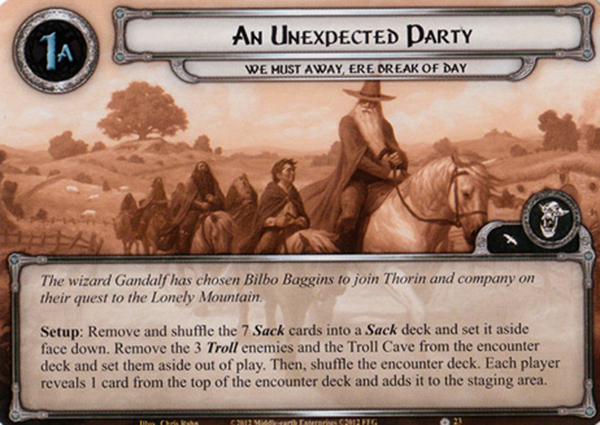 1A
An Unexpected Party
We Must Away, Ere Break of Day
The wizard Gandalf has chosen Bilbo Baggins to join Thorin and company on
their quest to the Lonely Mountain.
Setup: Remove and shuffle the 7 Sack cards into a Sack deck and set it aside
face down. Remove the 3 Troll enemies and the Troll Cave from the encounter
deck and set them aside out of play. Then, shuffle the encounter deck. Each player
reveals 1 card from the top of the encounter deck and adds it to the staging area.
Illus. Chris Rahn ©2012 Middle-earth Enterprises ©2012 FFG 23